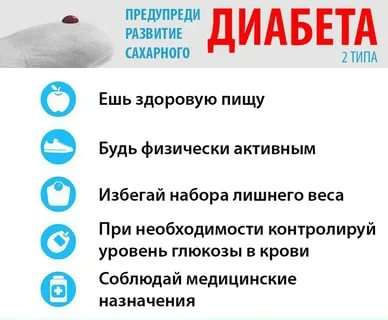 ПРЕДУПРЕДИ
РАЗВИТИЕ
САХАРНОГО
ДИАБЕТА
2 ТИПА
Ешь здоровую пищу
Будь физически активным
Избегай набора лишнего веса
При необходимости контролируй
уровень глюкозы в крови
Соблюдай медицинские
назначения